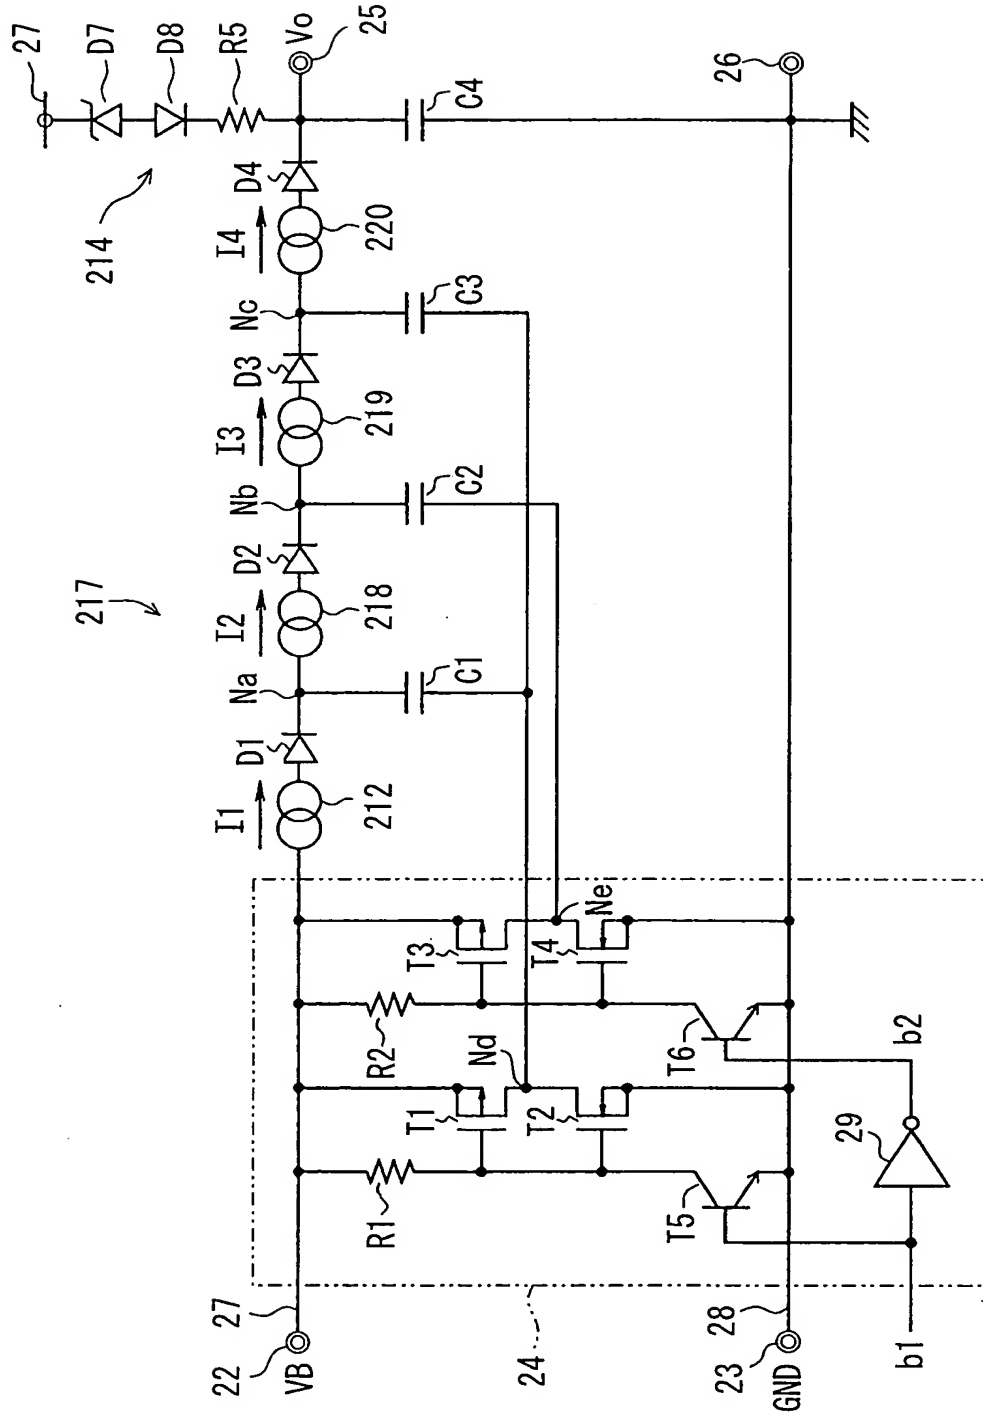 217
214
27
D7
D8
R5
Vo
25
I1
I2
I3
I4
D1
Na
D2
Nb
D3
Nc
D4
212
218
219
220
C1
C2
C3
C4
26
22
VB
27
R1
R2
T1
T2
T3
T4
Nd
Ne
T5
T6
24
23
GND
28
b1
29
b2